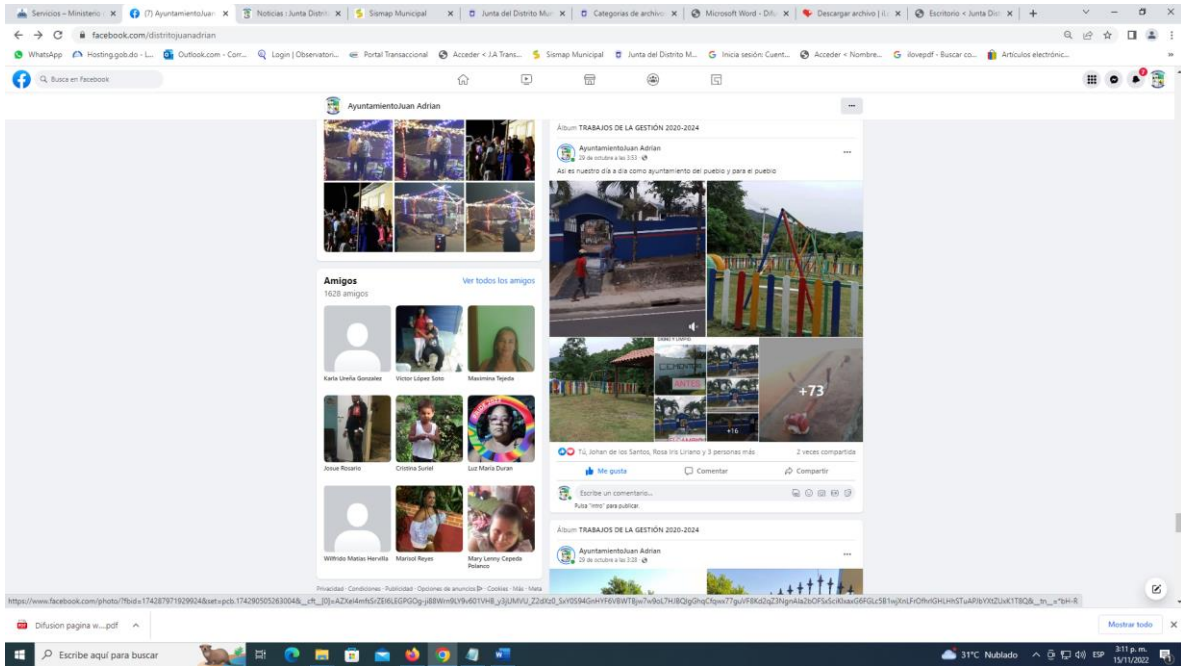 Servicios – Ministerio
(7) AyuntamientoJuan
Noticias : Junta Distri
Sismap Municipal
Junta del Distrito Mun
Categorías de archivo
Microsoft Word - Difu
Descargar archivo | iL
Escritorio < Junta Dist
facebook.com/distritojuanadrian
WhatsApp
Hosting.gob.do - L...
Outlook.com - Corr...
Login | Observatori...
Portal Transaccional
Acceder < JA Trans...
Sismap Municipal
Junta del Distrito M...
Inicia sesión: Cuent...
Acceder < Nombre...
ilovepdf - Buscar co...
Artículos electrónic...
Busca en Facebook
AyuntamientoJuan Adrian
Amigos
Ver todos los amigos
1628 amigos
Karla Ureña Gonzalez
Victor López Soto
Maximina Tejeda
Josue Rosario
Cristina Suriel
Luz Maria Duran
Wilfrido Matias Hervilla
Marisol Reyes
Mary Lenny Capeda Polanco
Privacidad · Condiciones · Publicidad · Opciones de anuncios · Cookies · Más · Meta
Álbum TRABAJOS DE LA GESTIÓN 2020-2024
AyuntamientoJuan Adrian
29 de octubre a las 3:53
Asi es nuestro día a dia como ayuntamiento del pueblo y para el pueblo
ANTES
+16
+73
Tú, Johan de los Santos, Rosa Iris Liriano y 3 personas más
2 veces compartida
Me gusta
Comentar
Compartir
Escribe un comentario...
Pulsa "Intro" para publicar.
Álbum TRABAJOS DE LA GESTIÓN 2020-2024
AyuntamientoJuan Adrian
29 de octubre a las 3:28
Difusion pagina w....pdf
Mostrar todo
Escribe aquí para buscar
31°C Nublado
ESP
3:11 p. m.
15/11/2022